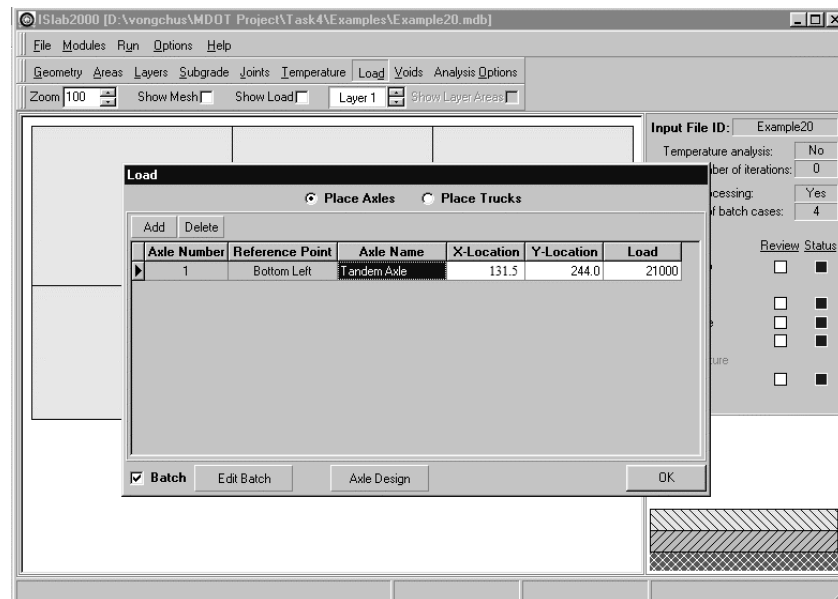 ISlab2000 [D:\vongchus\MDOT Project\Task4\Examples\Example20.mdb]
File Modules Run Options Help
Geometry Areas Layers Subgrade Joints Temperature Load Voids Analysis Options
Zoom 100 Show Mesh Show Load Layer 1 Show Layer Areas
Input File ID: Example20
Temperature analysis: No
ber of iterations: 0
cessing: Yes
f batch cases: 4
Review Status
ure
Load
Place Axles Place Trucks
Add Delete
Axle Number Reference Point Axle Name X-Location Y-Location Load
1 Bottom Left Tandem Axle 131.5 244.0 21000
Batch Edit Batch Axle Design OK